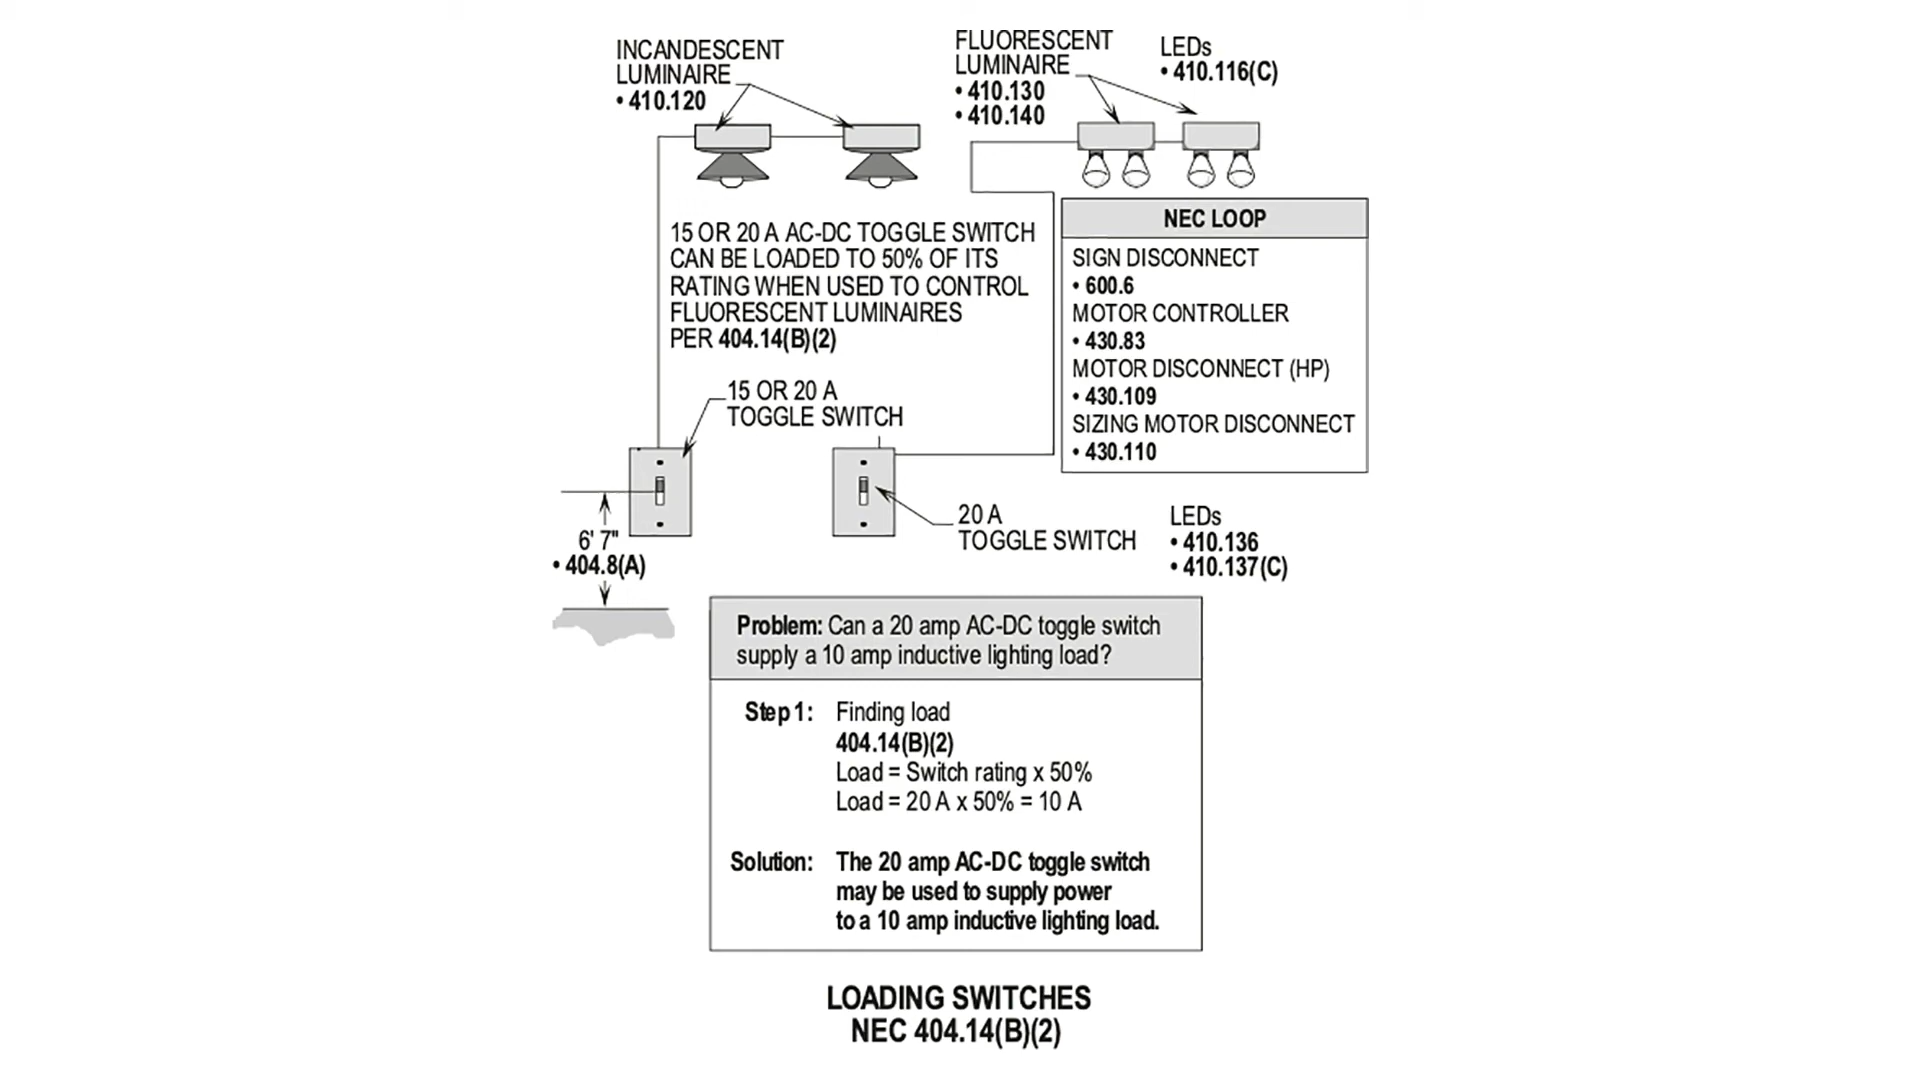 INCANDESCENT
LUMINAIRE
• 410.120
FLUORESCENT
LUMINAIRE
• 410.130
• 410.140
LEDs
• 410.116(C)
15 OR 20 A AC-DC TOGGLE SWITCH
CAN BE LOADED TO 50% OF ITS
RATING WHEN USED TO CONTROL
FLUORESCENT LUMINAIRES
PER 404.14(B)(2)
NEC LOOP
SIGN DISCONNECT
• 600.6
MOTOR CONTROLLER
• 430.83
MOTOR DISCONNECT (HP)
• 430.109
SIZING MOTOR DISCONNECT
• 430.110
15 OR 20 A
TOGGLE SWITCH
6' 7"
• 404.8(A)
20 A
TOGGLE SWITCH
LEDs
• 410.136
• 410.137(C)
Problem: Can a 20 amp AC-DC toggle switch
supply a 10 amp inductive lighting load?
Step 1: Finding load
404.14(B)(2)
Load = Switch rating x 50%
Load = 20 A x 50% = 10 A
Solution: The 20 amp AC-DC toggle switch
may be used to supply power
to a 10 amp inductive lighting load.
LOADING SWITCHES
NEC 404.14(B)(2)